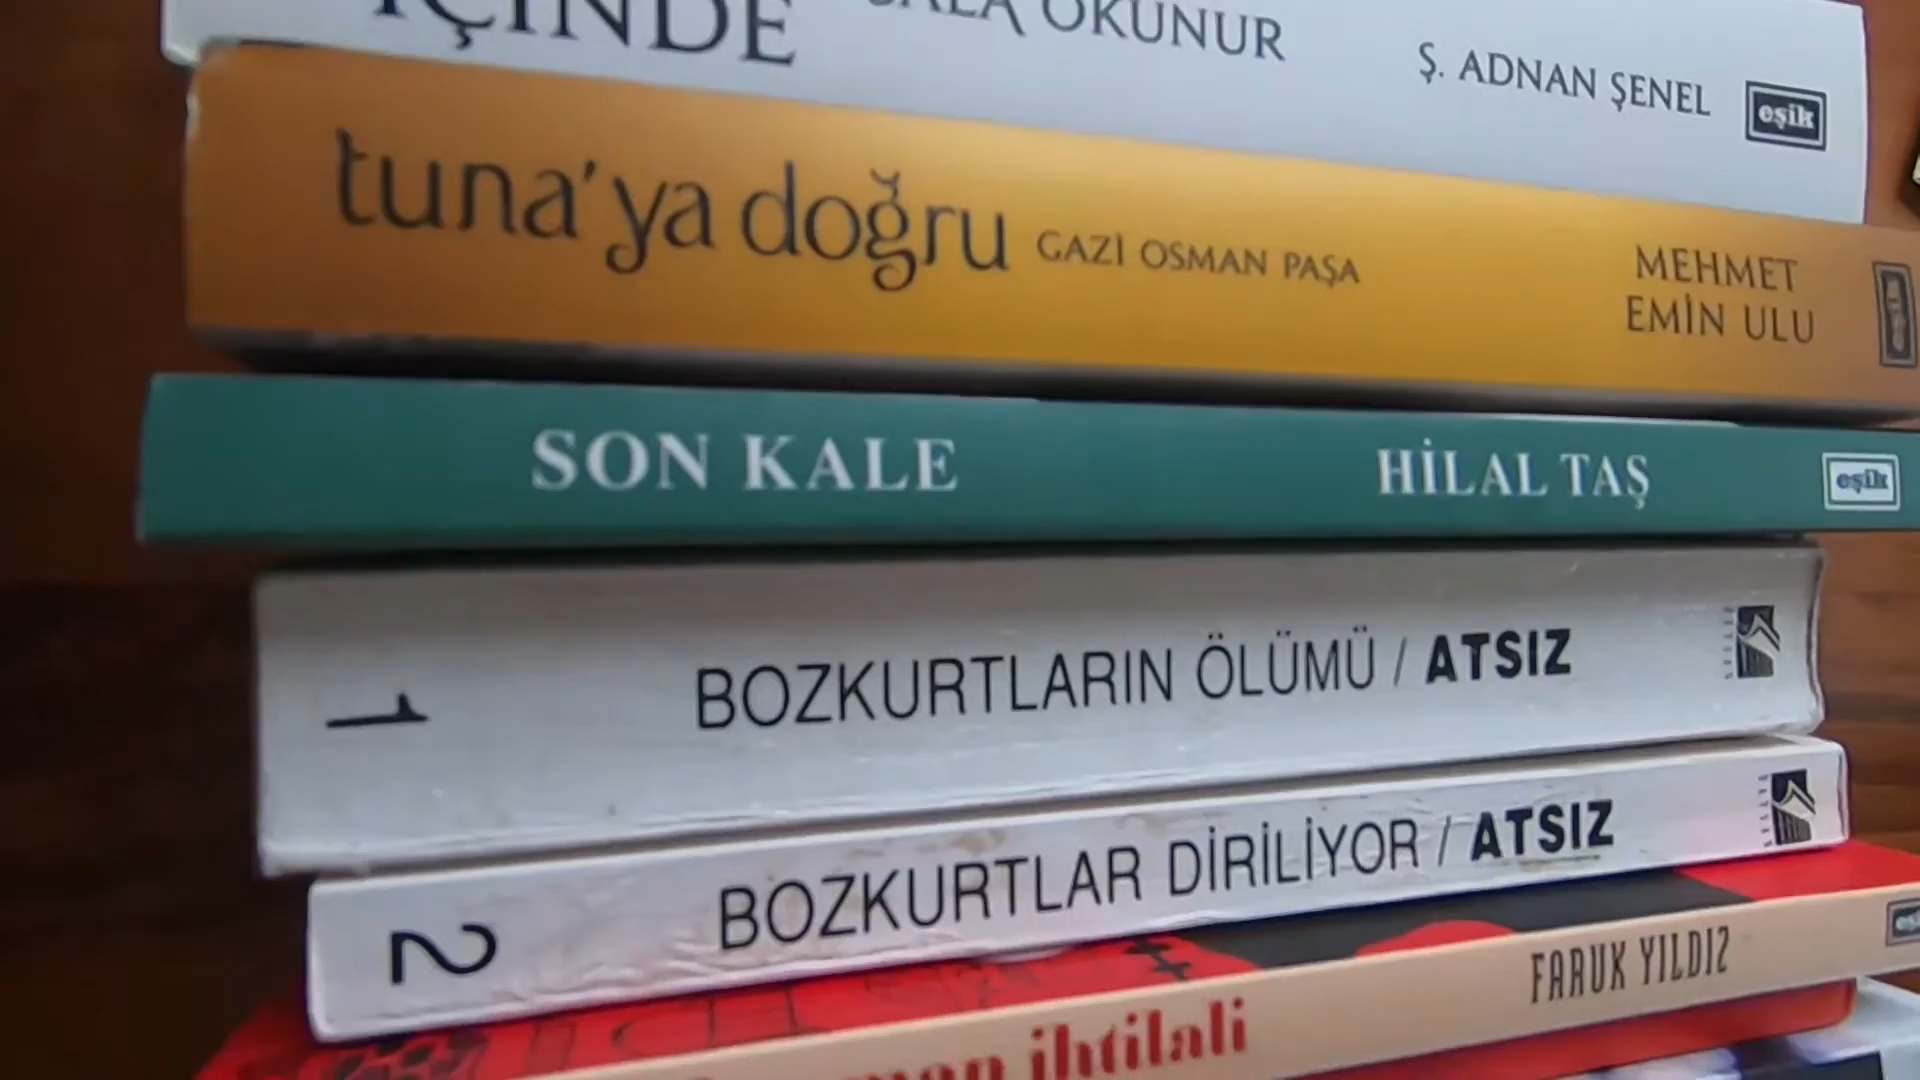 İÇİNDE OKUNUR Ş. ADNAN ŞENEL eşik
tuna'ya doğru GAZİ OSMAN PAŞA MEHMET
EMİN ULU eşik
SON KALE HİLAL TAŞ eşik
1 BOZKURTLARIN ÖLÜMÜ / ATSIZ
2 BOZKURTLAR DİRİLİYOR / ATSIZ
ihtilali FARUK YILDIZ